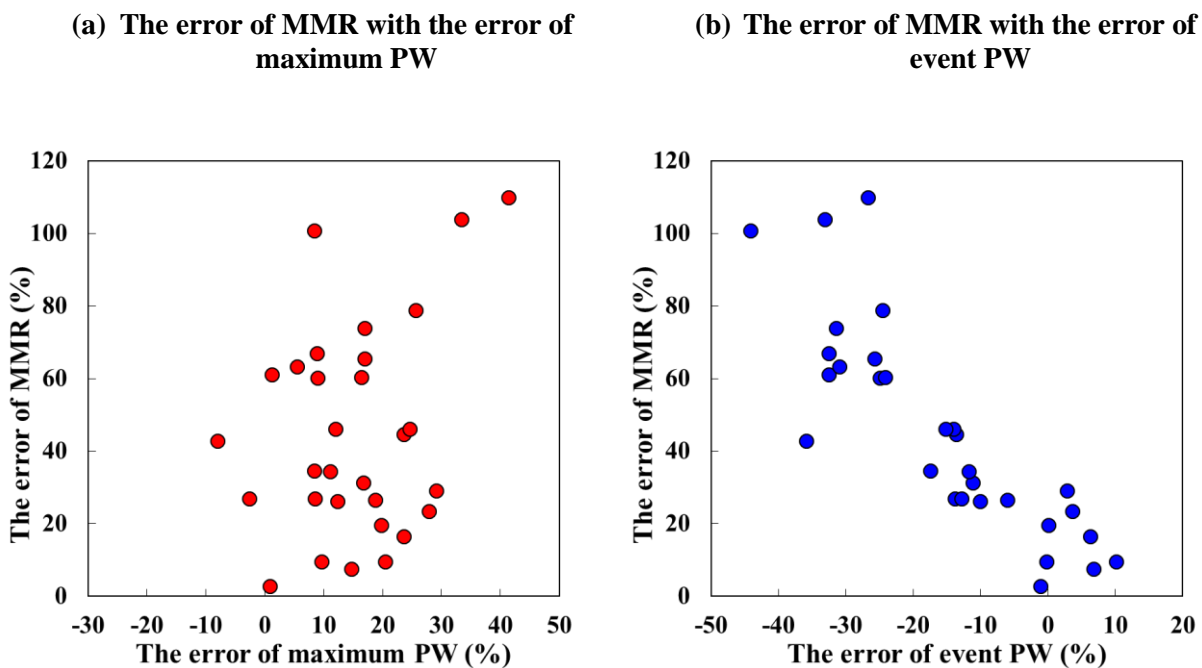 (a) The error of MMR with the error of
maximum PW
(b) The error of MMR with the error of
event PW
The error of MMR (%)
120
100
80
60
40
20
0
-30 -20 -10 0 10 20 30 40 50
The error of maximum PW (%)
The error of MMR (%)
120
100
80
60
40
20
0
-50 -40 -30 -20 -10 0 10 20
The error of event PW (%)